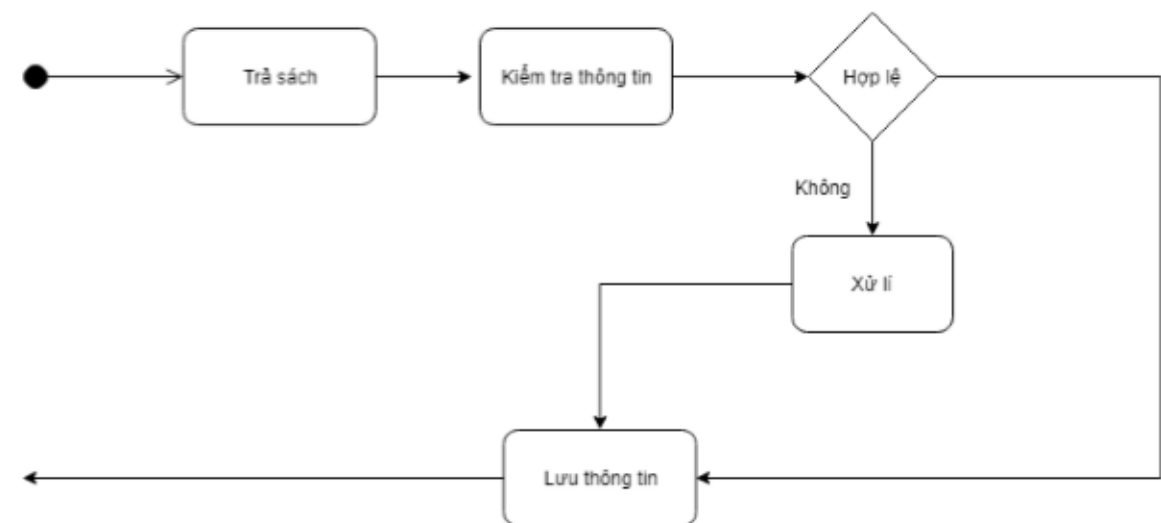 Trả sách
Kiểm tra thông tin
Hợp lệ
Không
Xử lí
Lưu thông tin